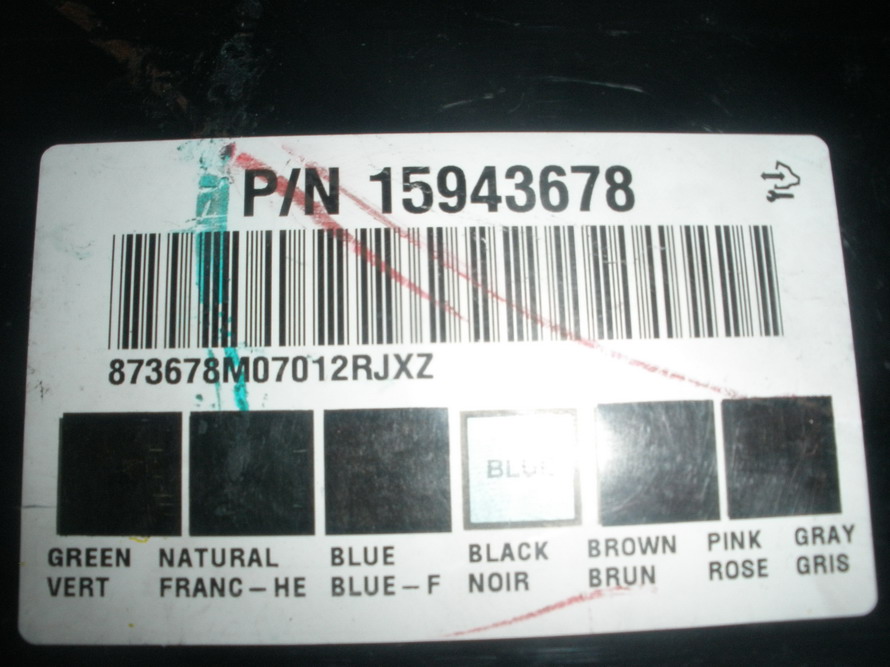 P/N 15943678
873678M07012RJXZ
BLUE
GREEN NATURAL BLUE BLACK BROWN PINK GRAY
VERT FRANC-HE BLUE-F NOIR BRUN ROSE GRIS